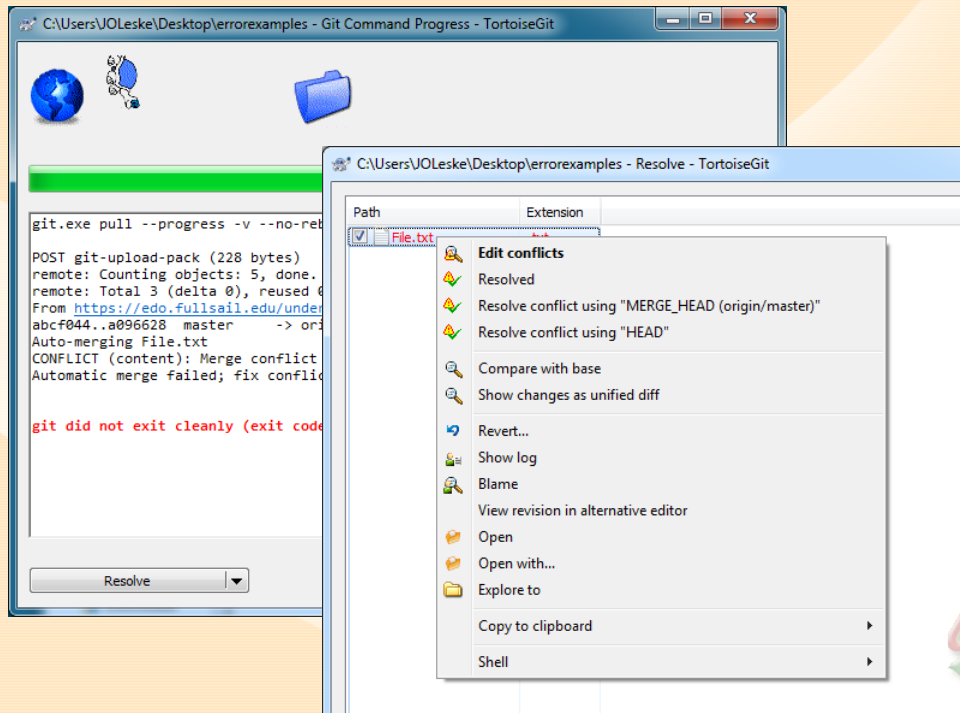 C:\Users\JOLeske\Desktop\errorexamples - Git Command Progress - TortoiseGit
git.exe pull --progress -v --no-reb
POST git-upload-pack (228 bytes)
remote: Counting objects: 5, done.
remote: Total 3 (delta 0), reused
From https://edo.fullsail.edu/under
abcf044..a096628 master -> ori
Auto-merging File.txt
CONFLICT (content): Merge conflict
Automatic merge failed; fix conflic
git did not exit cleanly (exit code
Resolve
C:\Users\JOLeske\Desktop\errorexamples - Resolve - TortoiseGit
Path Extension
File.txt .txt
Edit conflicts
Resolved
Resolve conflict using "MERGE_HEAD (origin/master)"
Resolve conflict using "HEAD"
Compare with base
Show changes as unified diff
Revert...
Show log
Blame
View revision in alternative editor
Open
Open with...
Explore to
Copy to clipboard
Shell